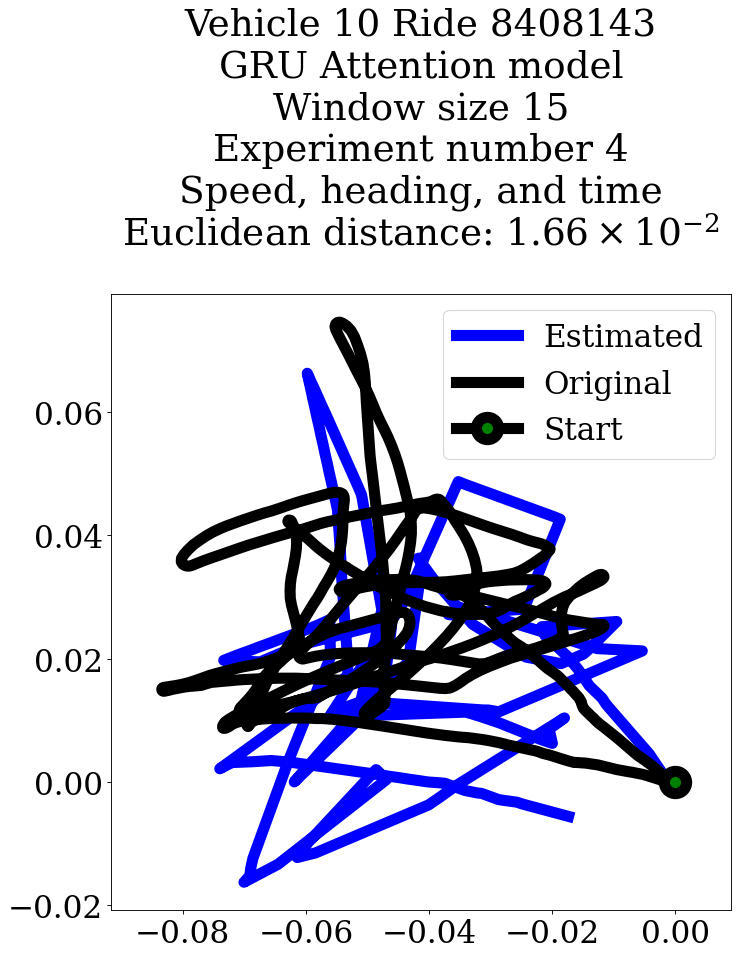 Vehicle 10 Ride 8408143
GRU Attention model
Window size 15
Experiment number 4
Speed, heading, and time
Euclidean distance: 1.66 × 10⁻²
Estimated
Original
Start
0.06
0.04
0.02
0.00
−0.02
−0.08 −0.06 −0.04 −0.02 0.00